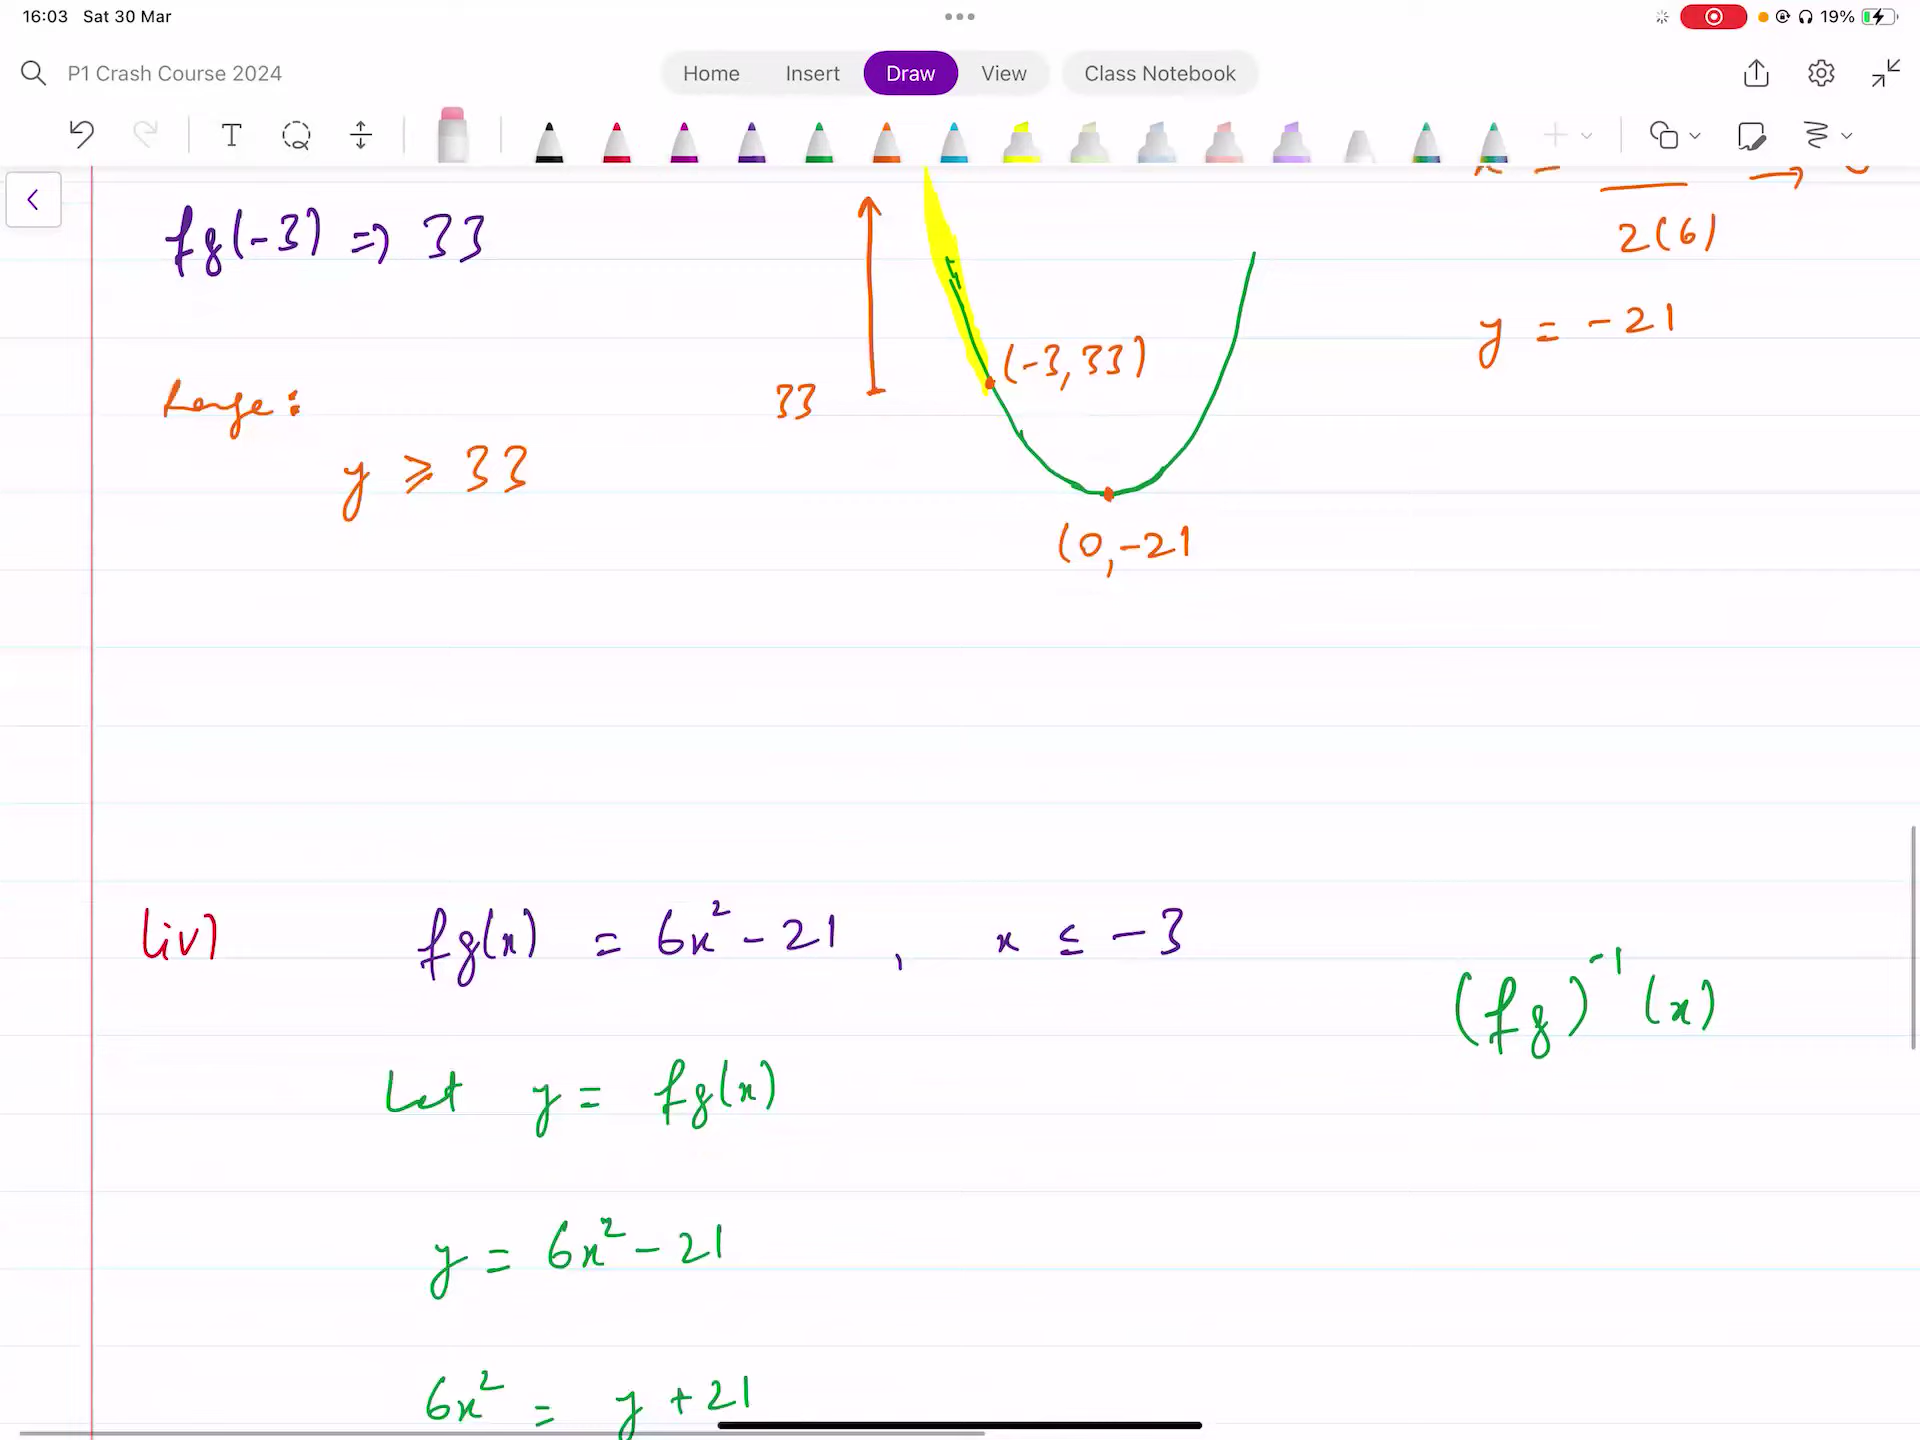 16:03 Sat 30 Mar
19%
P1 Crash Course 2024
Home Insert Draw View Class Notebook
2(6)
fg(-3) => 33
y = -21
(-3,33)
Range:
33
y ⩾ 33
(0,-21
(iv) fg(x) = 6x² - 21 , x ≤ -3
(fg)⁻¹(x)
Let y = fg(x)
y = 6x² - 21
6x² = y + 21